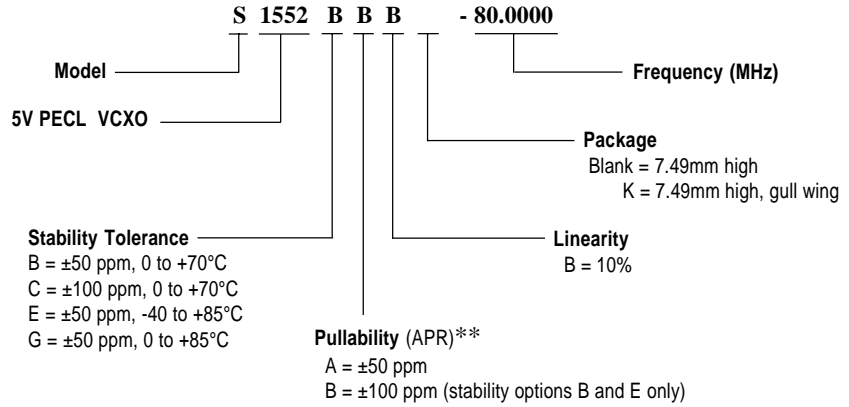 S 1552 B B B - 80.0000
Model
Frequency (MHz)
5V PECL VCXO
Package
Blank = 7.49mm high
K = 7.49mm high, gull wing
Stability Tolerance
B = ±50 ppm, 0 to +70°C
C = ±100 ppm, 0 to +70°C
E = ±50 ppm, -40 to +85°C
G = ±50 ppm, 0 to +85°C
Linearity
B = 10%
Pullability (APR)**
A = ±50 ppm
B = ±100 ppm (stability options B and E only)